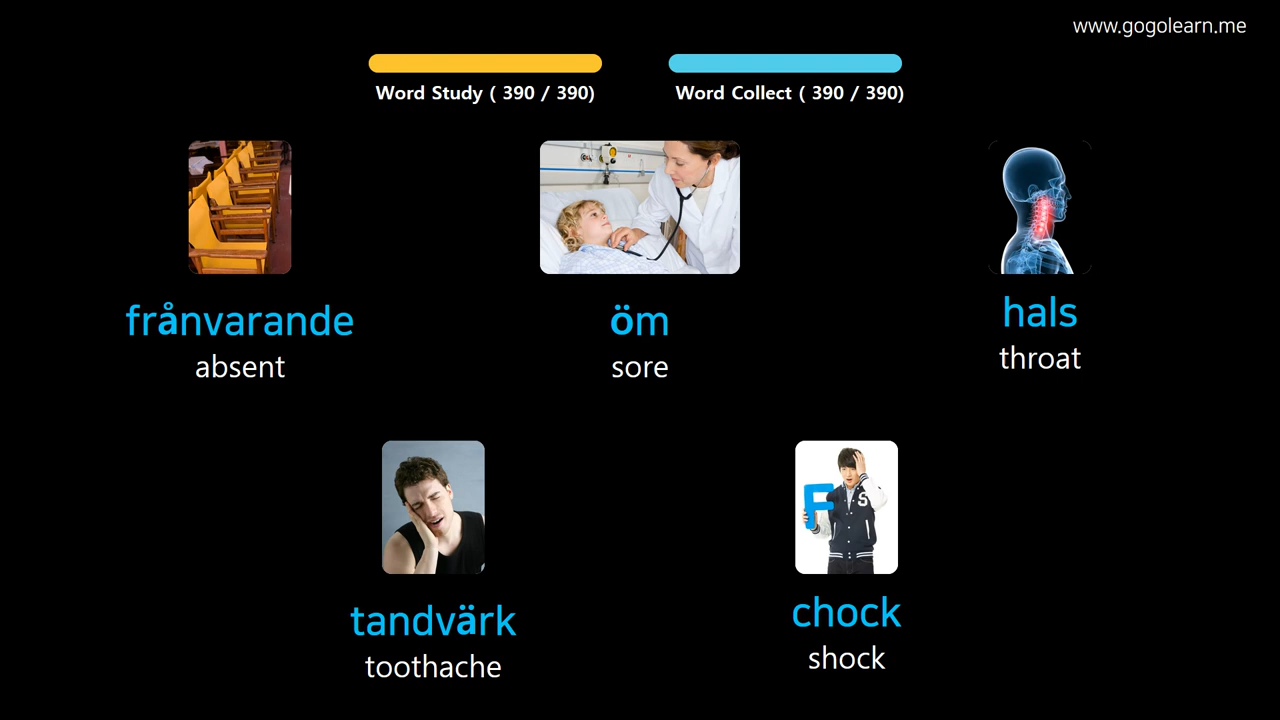 www.gogolearn.me
Word Study ( 390 / 390)
Word Collect ( 390 / 390)
frånvarande
absent
öm
sore
hals
throat
F
S
tandvärk
toothache
chock
shock